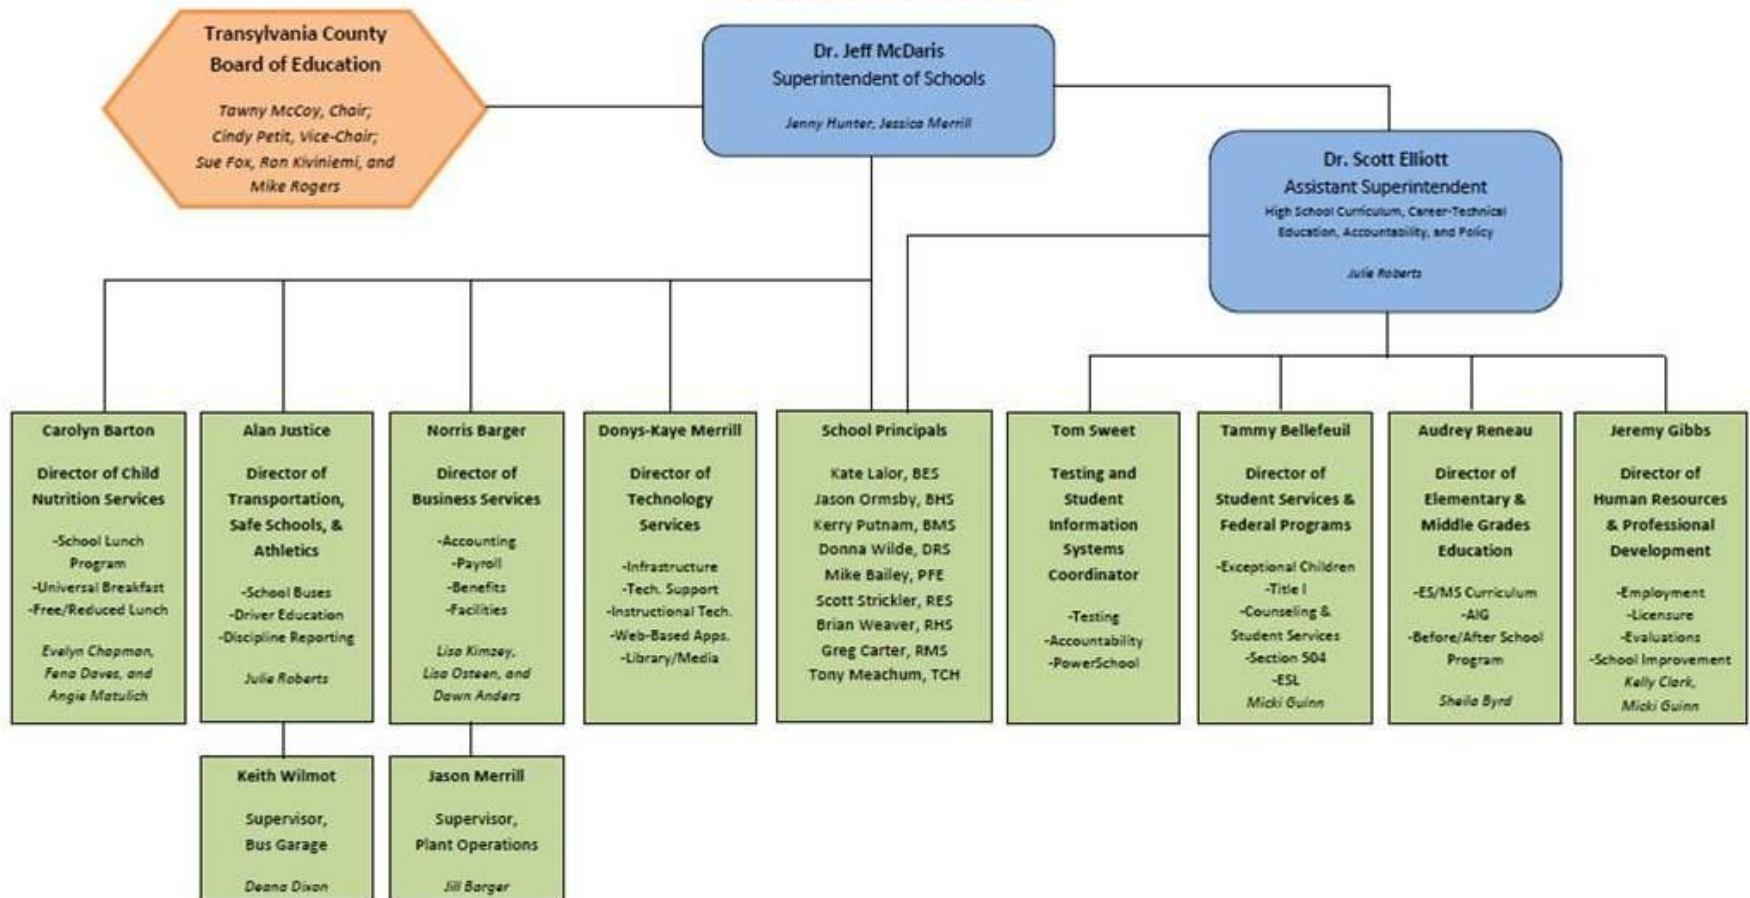 Transylvania County
Board of Education
Tawny McCoy, Chair;
Cindy Petit, Vice-Chair;
Sue Fox, Ron Kiviniemi, and
Mike Rogers
Dr. Jeff McDaris
Superintendent of Schools
Jenny Hunter, Jessica Merrill
Dr. Scott Elliott
Assistant Superintendent
High School Curriculum, Career-Technical
Education, Accountability, and Policy
Julie Roberts
Carolyn Barton
Director of Child
Nutrition Services
-School Lunch
Program
-Universal Breakfast
-Free/Reduced Lunch
Evelyn Chapman,
Fena Daves, and
Angie Matulich
Alan Justice
Director of
Transportation,
Safe Schools, &
Athletics
-School Buses
-Driver Education
-Discipline Reporting
Julie Roberts
Norris Barger
Director of
Business Services
-Accounting
-Payroll
-Benefits
-Facilities
Lisa Kimzey,
Lisa Osteen, and
Dawn Anders
Donys-Kaye Merrill
Director of
Technology
Services
-Infrastructure
-Tech. Support
-Instructional Tech.
-Web-Based Apps.
-Library/Media
School Principals
Kate Lalor, BES
Jason Ormsby, BHS
Kerry Putnam, BMS
Donna Wilde, DRS
Mike Bailey, PFE
Scott Strickler, RES
Brian Weaver, RHS
Greg Carter, RMS
Tony Meachum, TCH
Tom Sweet
Testing and
Student
Information
Systems
Coordinator
-Testing
-Accountability
-PowerSchool
Tammy Bellefeuil
Director of
Student Services &
Federal Programs
-Exceptional Children
-Title I
-Counseling &
Student Services
-Section 504
-ESL
Micki Guinn
Audrey Reneau
Director of
Elementary &
Middle Grades
Education
-ES/MS Curriculum
-AIG
-Before/After School
Program
Sheila Byrd
Jeremy Gibbs
Director of
Human Resources
& Professional
Development
-Employment
-Licensure
-Evaluations
-School Improvement
Kelly Clark,
Micki Guinn
Keith Wilmot
Supervisor,
Bus Garage
Deana Dixon
Jason Merrill
Supervisor,
Plant Operations
Jill Barger